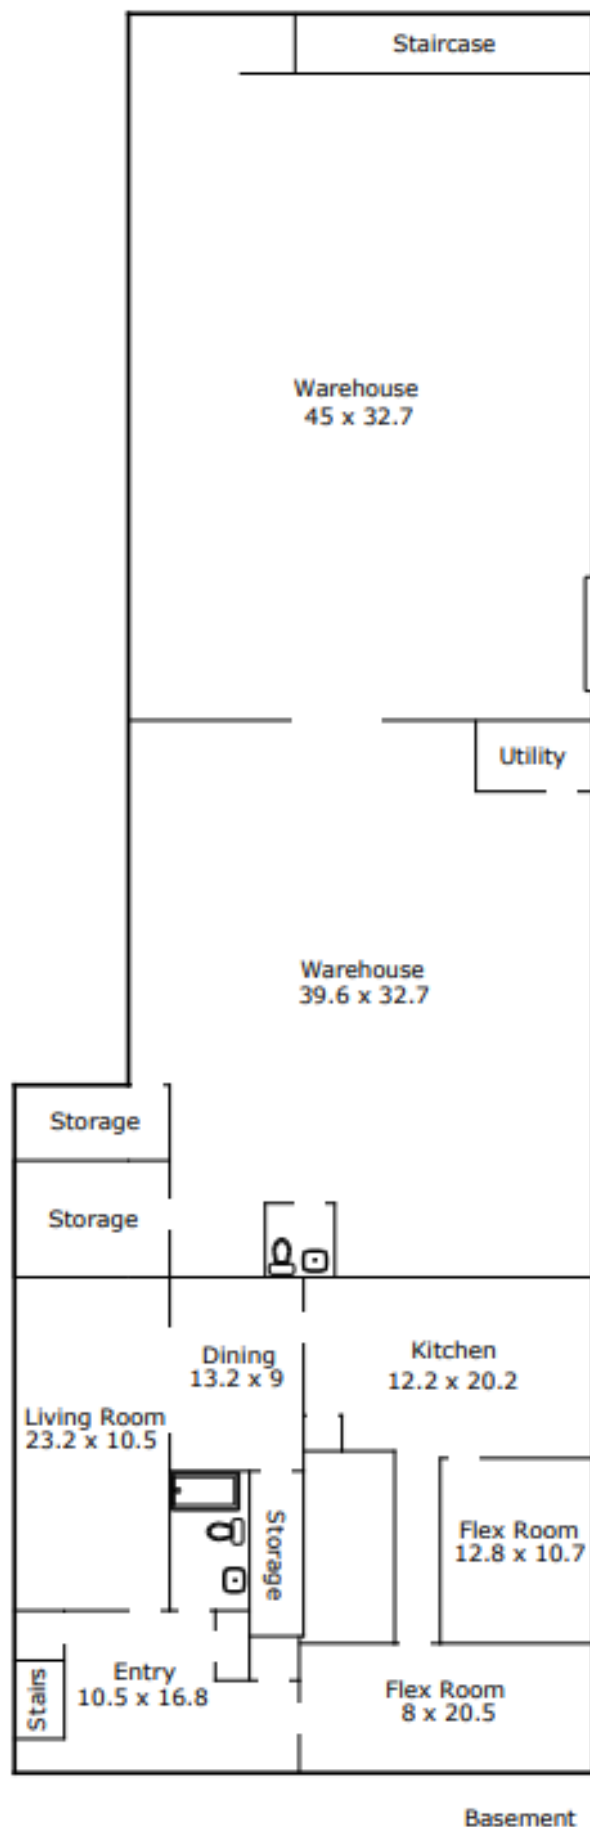 Staircase
Warehouse
45 x 32.7
Utility
Warehouse
39.6 x 32.7
Storage
Storage
Dining
13.2 x 9
Kitchen
12.2 x 20.2
Living Room
23.2 x 10.5
Storage
Flex Room
12.8 x 10.7
Entry
10.5 x 16.8
Stairs
Flex Room
8 x 20.5
Basement